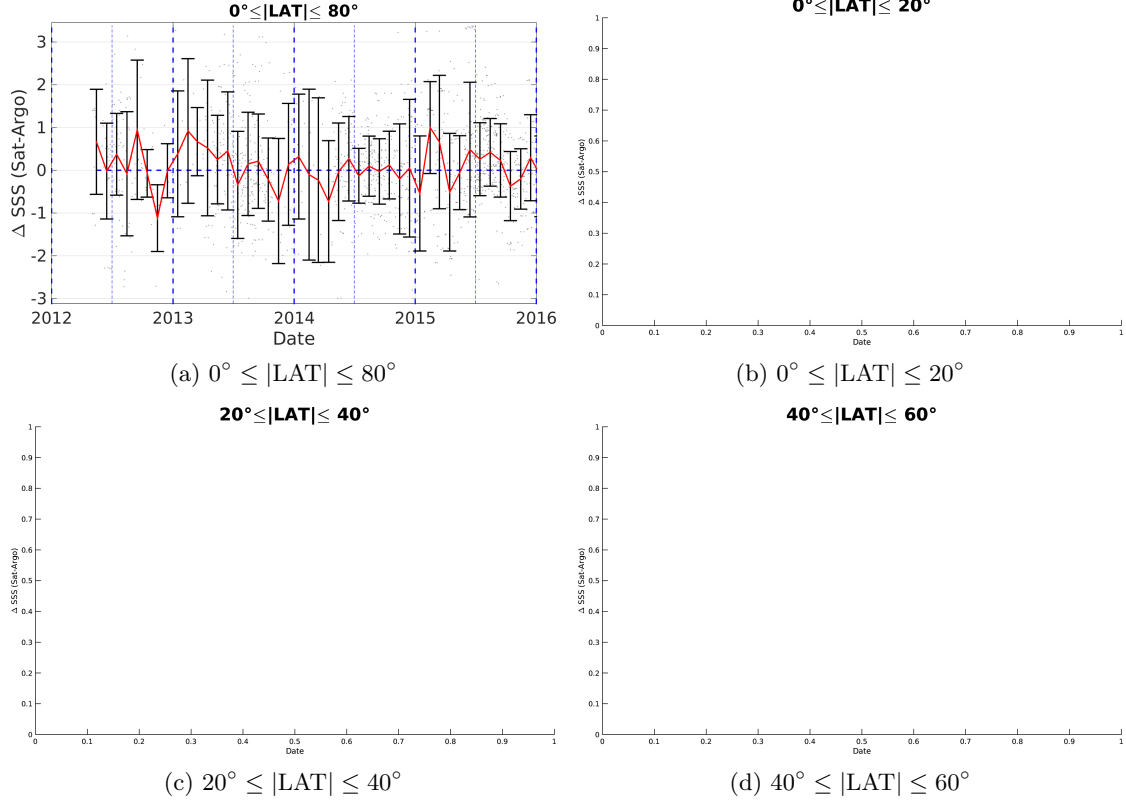 0°≤|LAT|≤ 80°
3
2
1
0
-1
-2
-3
Δ SSS (Sat-Argo)
2012 2013 2014 2015 2016
Date
(a) 0° ≤ |LAT| ≤ 80°
0°≤|LAT|≤ 20°
1
0.9
0.8
0.7
0.6
0.5
0.4
0.3
0.2
0.1
0
Δ SSS (Sat-Argo)
0 0.1 0.2 0.3 0.4 0.5 0.6 0.7 0.8 0.9 1
Date
(b) 0° ≤ |LAT| ≤ 20°
20°≤|LAT|≤ 40°
1
0.9
0.8
0.7
0.6
0.5
0.4
0.3
0.2
0.1
0
Δ SSS (Sat-Argo)
0 0.1 0.2 0.3 0.4 0.5 0.6 0.7 0.8 0.9 1
Date
(c) 20° ≤ |LAT| ≤ 40°
40°≤|LAT|≤ 60°
1
0.9
0.8
0.7
0.6
0.5
0.4
0.3
0.2
0.1
0
Δ SSS (Sat-Argo)
0 0.1 0.2 0.3 0.4 0.5 0.6 0.7 0.8 0.9 1
Date
(d) 40° ≤ |LAT| ≤ 60°